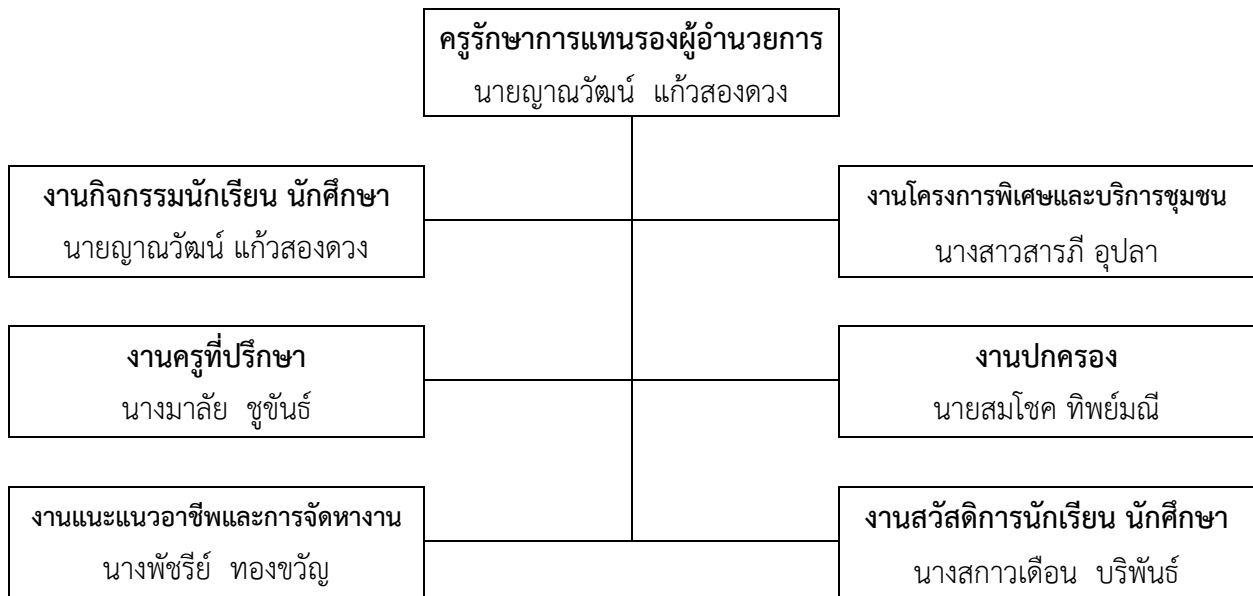 ครูรักษาการแทนรองผู้อำนวยการ
นายญาณวัฒน์ แก้วสองดวง
งานกิจกรรมนักเรียน นักศึกษา
นายญาณวัฒน์ แก้วสองดวง
งานโครงการพิเศษและบริการชุมชน
นางสาวสารภี อุปลา
งานครูที่ปรึกษา
นางมาลัย ชูขันธ์
งานปกครอง
นายสมโชค ทิพย์มณี
งานแนะแนวอาชีพและการจัดหางาน
นางพัชรีย์ ทองขวัญ
งานสวัสดิการนักเรียน นักศึกษา
นางสกาวเดือน บริพันธ์